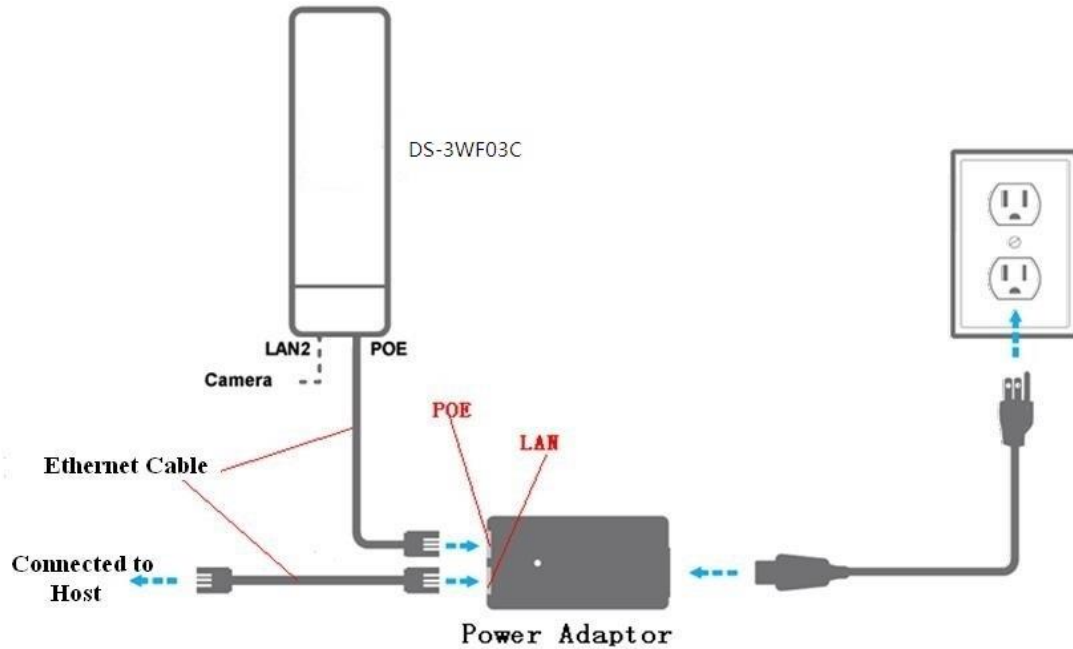 DS-3WF03C
LAN2
POE
Camera
POE
LAN
Ethernet Cable
Connected to
Host
Power Adaptor